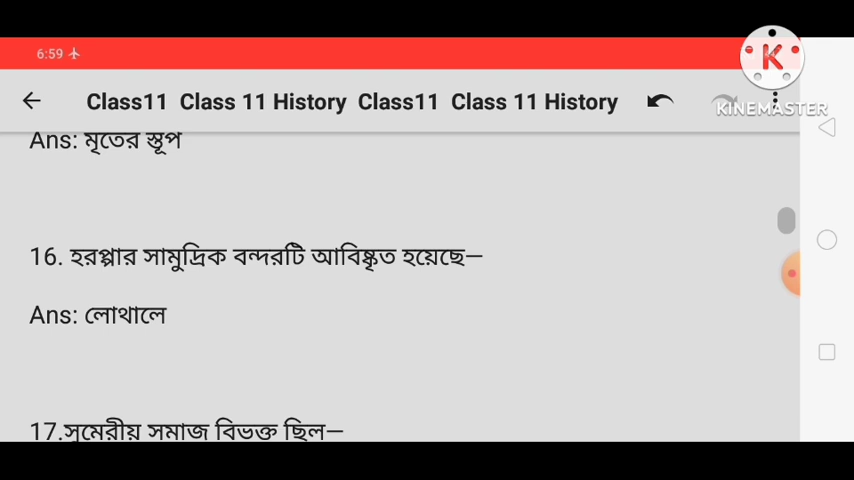 6:59
Class11 Class 11 History Class11 Class 11 History
K
KINEMASTER
Ans: মৃতের স্তূপ
16. হরপ্পার সামুদ্রিক বন্দরটি আবিষ্কৃত হয়েছে—
Ans: লোথালে
17.সুমেরীয় সমাজ বিভক্ত ছিল—